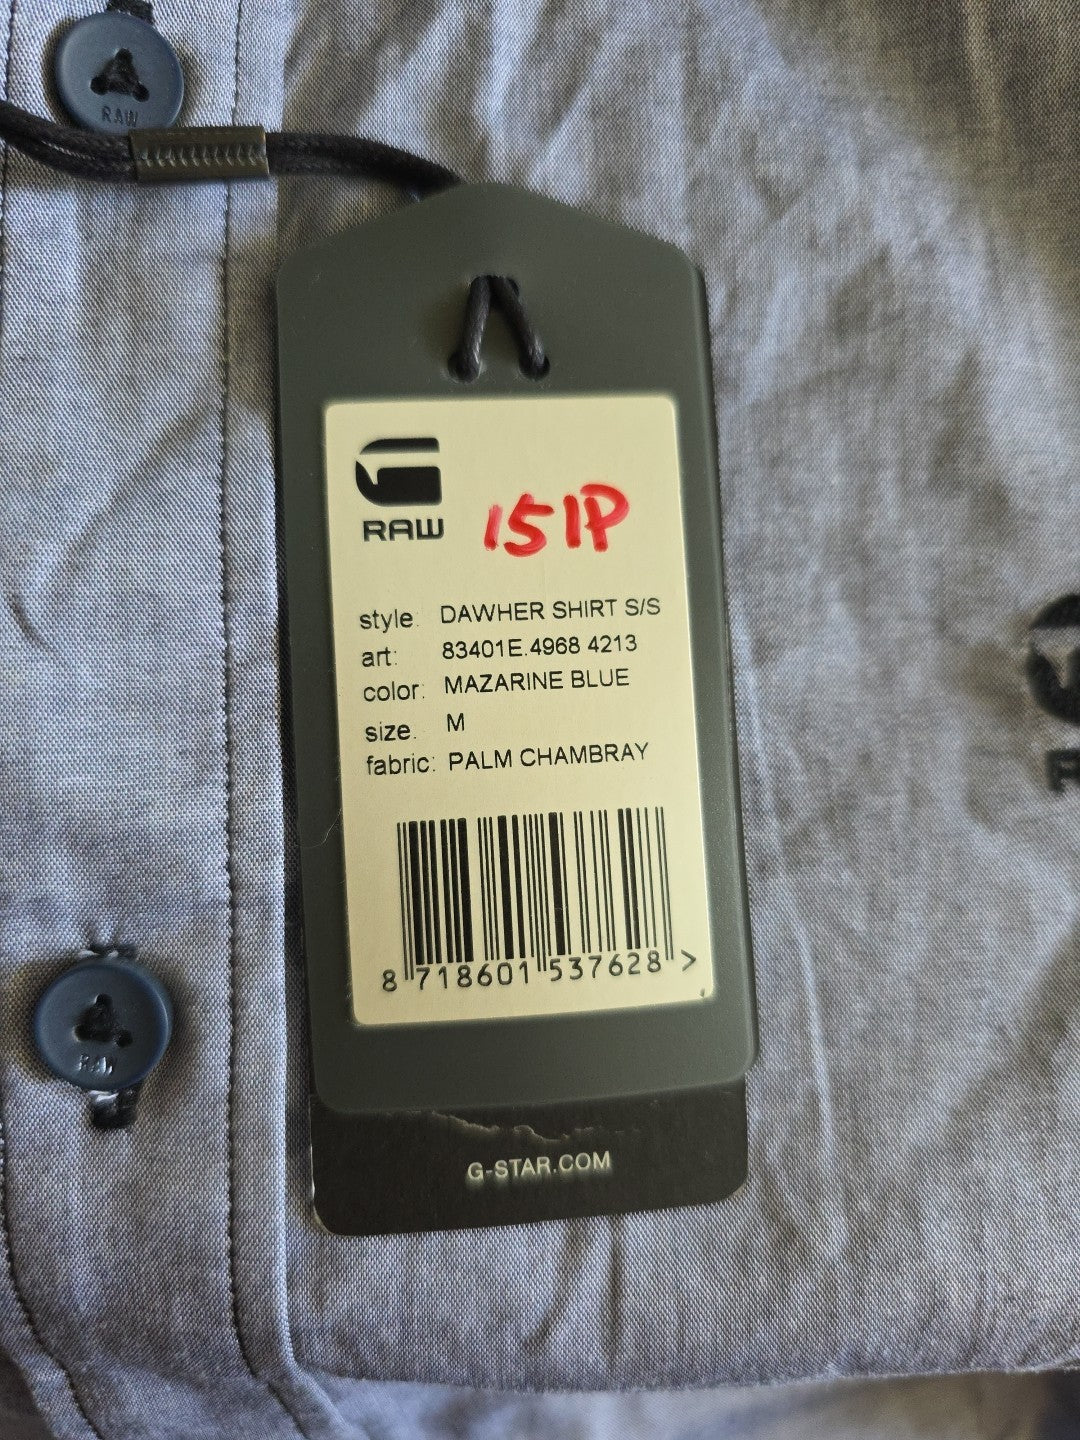 RAW
RAW
151P
style: DAWHER SHIRT S/S
art: 83401E.4968 4213
color: MAZARINE BLUE
size: M
fabric: PALM CHAMBRAY
8 718601 537628 >
RAW
G-STAR.COM